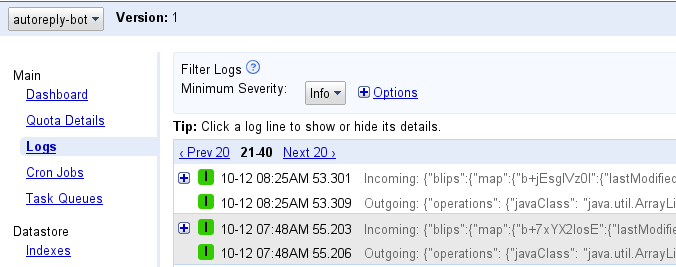 autoreply-bot Version: 1
Main
Dashboard
Quota Details
Logs
Cron Jobs
Task Queues
Datastore
Indexes
Filter Logs ?
Minimum Severity: Info Options
Tip: Click a log line to show or hide its details.
‹ Prev 20 21-40 Next 20 ›
I 10-12 08:25AM 53.301 Incoming: {"blips":{"map":{"b+jEsglVz0I":{"lastModified
I 10-12 08:25AM 53.309 Outgoing: {"operations": {"javaClass": "java.util.ArrayLi
I 10-12 07:48AM 55.203 Incoming: {"blips":{"map":{"b+7xYX2IosE":{"lastModifie
I 10-12 07:48AM 55.206 Outgoing: {"operations": {"javaClass": "java.util.ArrayLi